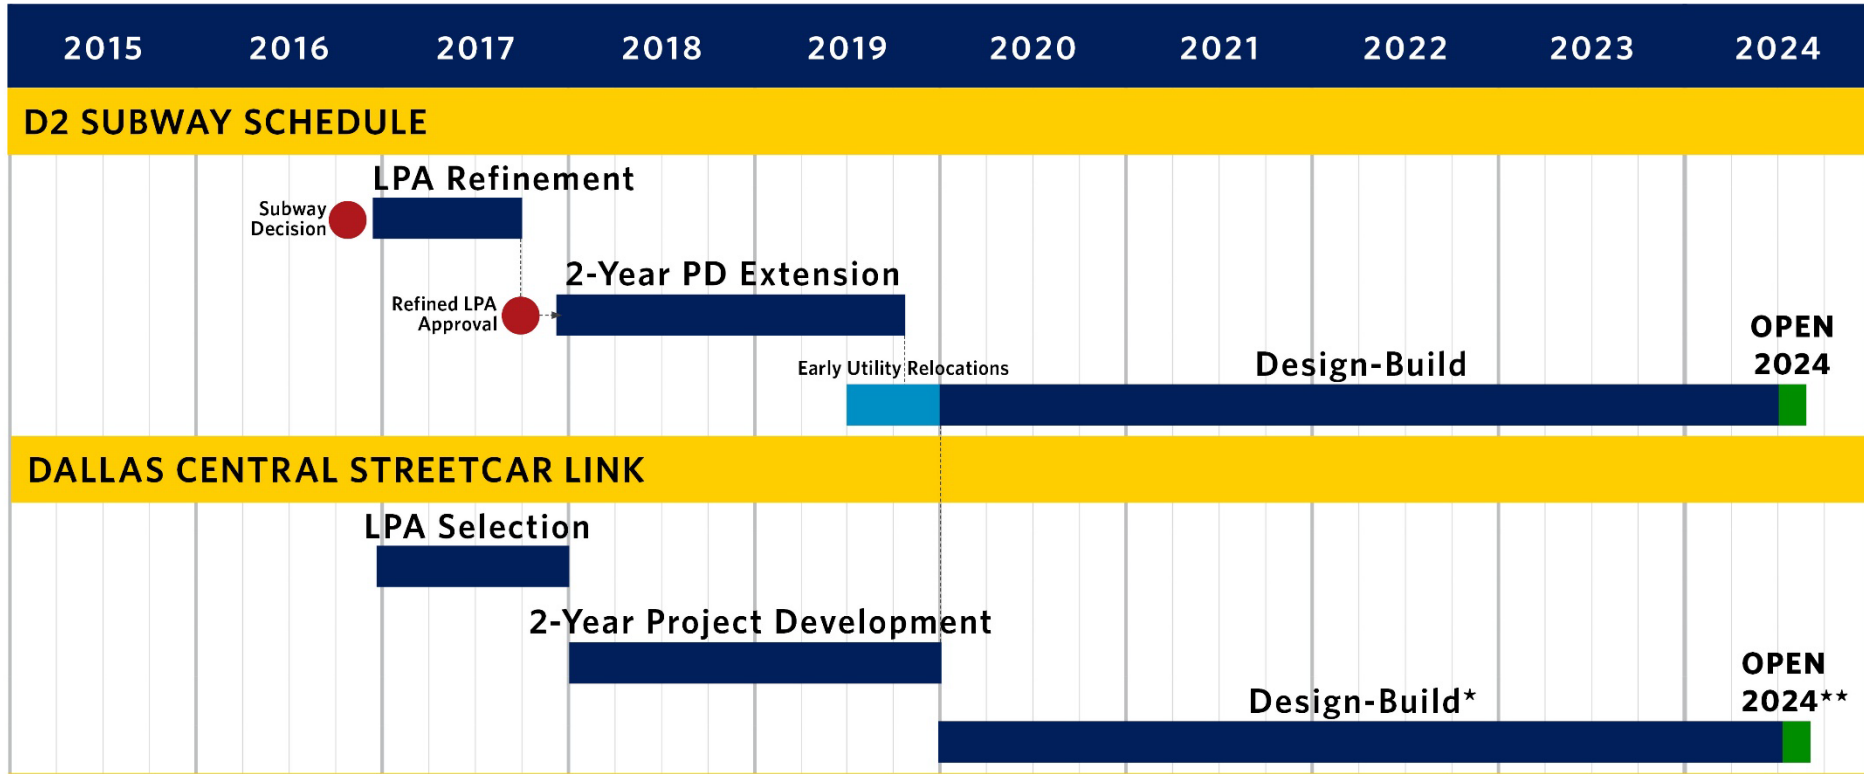 2015 2016 2017 2018 2019 2020 2021 2022 2023 2024
D2 SUBWAY SCHEDULE
LPA Refinement
Subway
Decision
2-Year PD Extension
Refined LPA
Approval
Early Utility Relocations
Design-Build
OPEN
2024
DALLAS CENTRAL STREETCAR LINK
LPA Selection
2-Year Project Development
Design-Build*
OPEN
2024**